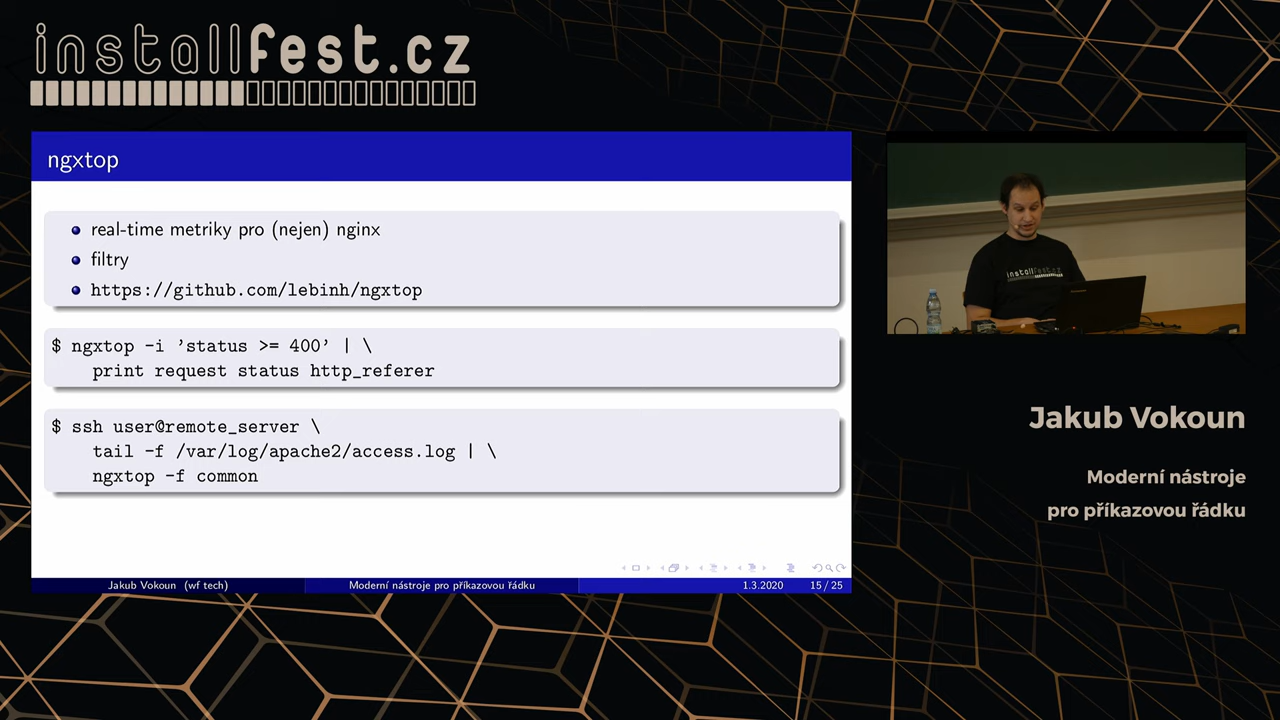 installfest.cz
ngxtop
real-time metriky pro (nejen) nginx
filtry
https://github.com/lebinh/ngxtop
$ ngxtop -i 'status >= 400' | \
print request status http_referer
$ ssh user@remote_server \
tail -f /var/log/apache2/access.log | \
ngxtop -f common
Jakub Vokoun (wf tech)
Moderní nástroje pro příkazovou řádku
1.3.2020
15 / 25
installfest.cz
Jakub Vokoun
Moderní nástroje
pro příkazovou řádku